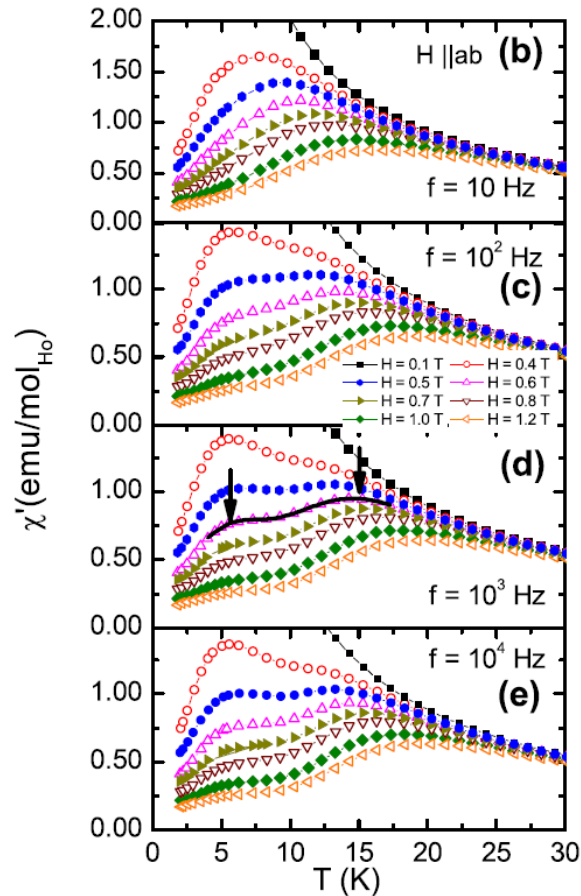 2.00
H ||ab (b)
1.50
1.00
0.50
f = 10 Hz
0.00
f = 10² Hz
(c)
1.00
0.50
H = 0.1 T H = 0.4 T
H = 0.5 T H = 0.6 T
H = 0.7 T H = 0.8 T
H = 1.0 T H = 1.2 T
0.00
(d)
1.00
0.50
f = 10³ Hz
0.00
f = 10⁴ Hz
(e)
1.00
0.50
0.00
0 5 10 15 20 25 30
T (K)
χ'(emu/mol_Ho)